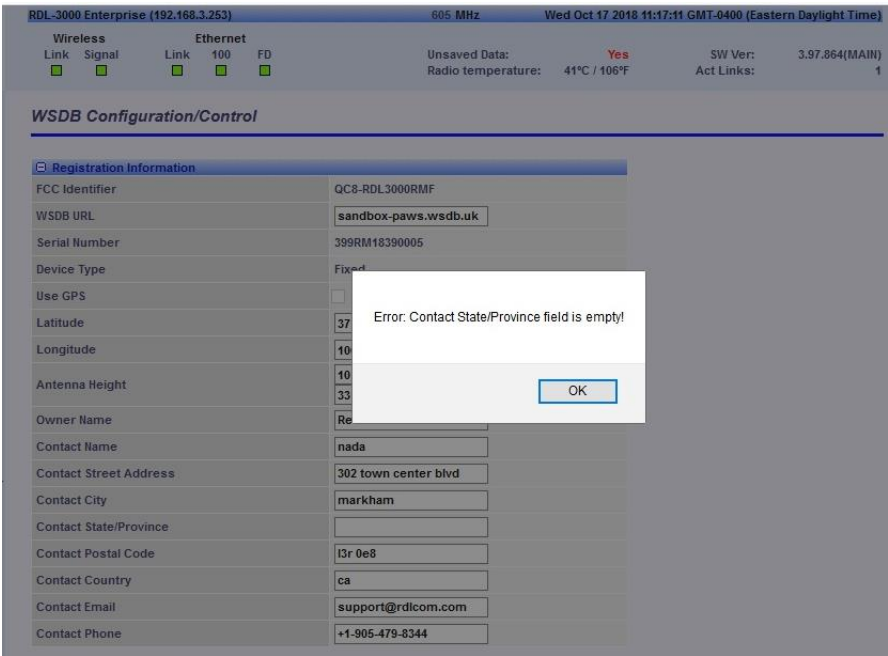 RDL-3000 Enterprise (192.168.3.253) 605 MHz Wed Oct 17 2018 11:17:11 GMT-0400 (Eastern Daylight Time)
Wireless Ethernet
Link Signal Link 100 FD Unsaved Data: Yes SW Ver: 3.97.864(MAIN)
Radio temperature: 41°C / 106°F Act Links: 1
WSDB Configuration/Control
Registration Information
FCC Identifier QC8-RDL3000RMF
WSDB URL sandbox-paws.wsdb.uk
Serial Number 399RM18390005
Device Type Fixed
Use GPS
Error: Contact State/Province field is empty!
Latitude 37
Longitude 10
Antenna Height 10
33
OK
Owner Name Re
Contact Name nada
Contact Street Address 302 town center blvd
Contact City markham
Contact State/Province
Contact Postal Code l3r 0e8
Contact Country ca
Contact Email support@rdlcom.com
Contact Phone +1-905-479-8344